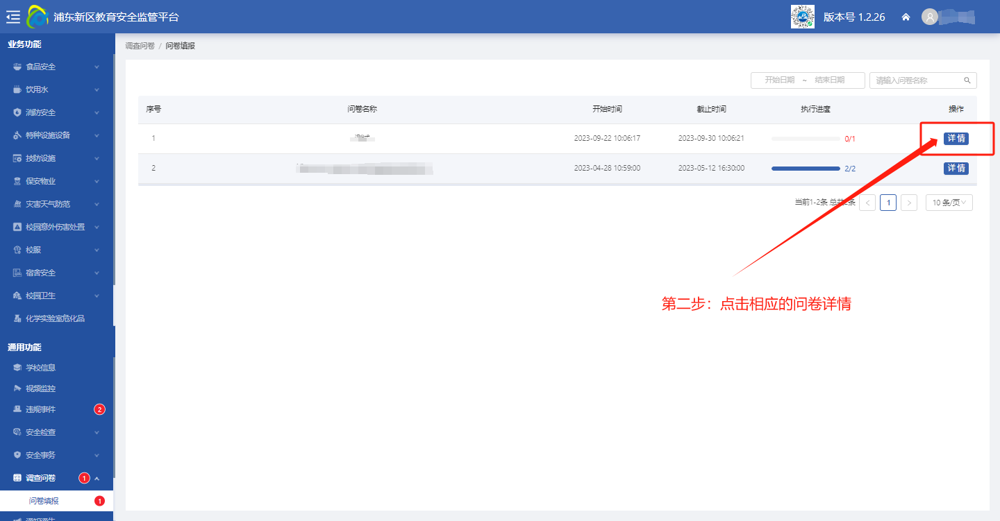 浦东新区教育安全监管平台
版本号 1.2.26
业务功能
食品安全
饮用水
消防安全
特种设施设备
技防设施
保安物业
灾害天气防范
校园意外伤害处置
校服
宿舍安全
校园卫生
化学实验室危化品
通用功能
学校信息
视频监控
违规事件 2
安全检查
安全事务
调查问卷 1
问卷填报 1
调查问卷 / 问卷填报
开始日期 ~ 结束日期 请输入问卷名称
序号 问卷名称 开始时间 截止时间 执行进度 操作
1 2023-09-22 10:06:17 2023-09-30 10:06:21 0/1 详情
2 2023-04-28 10:59:00 2023-05-12 16:30:00 2/2 详情
当前1-2条 总共2条 < 1 > 10 条/页
第二步：点击相应的问卷详情